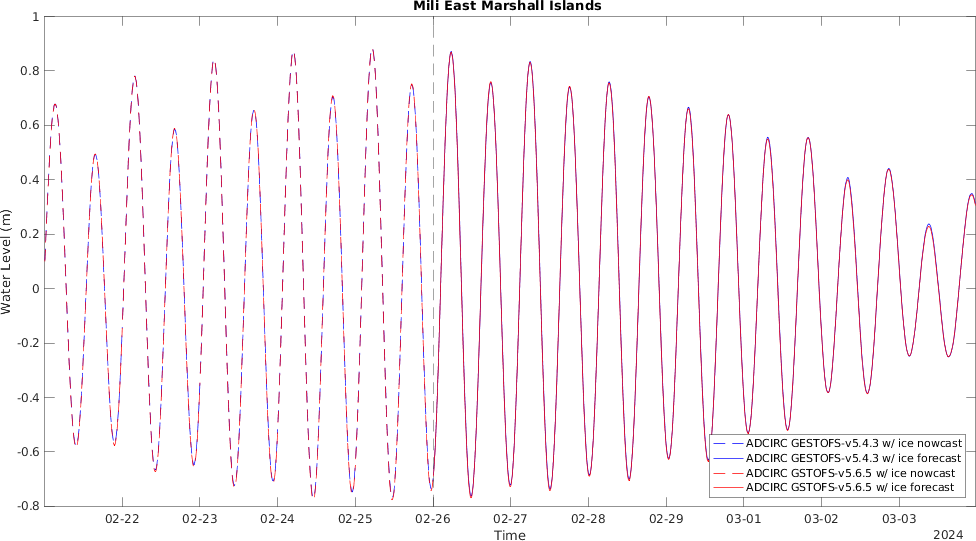 Mili East Marshall Islands
Water Level (m)
1
0.8
0.6
0.4
0.2
0
-0.2
-0.4
-0.6
-0.8
ADCIRC GESTOFS-v5.4.3 w/ ice nowcast
ADCIRC GESTOFS-v5.4.3 w/ ice forecast
ADCIRC GSTOFS-v5.6.5 w/ ice nowcast
ADCIRC GSTOFS-v5.6.5 w/ ice forecast
02-22 02-23 02-24 02-25 02-26 02-27 02-28 02-29 03-01 03-02 03-03
Time
2024